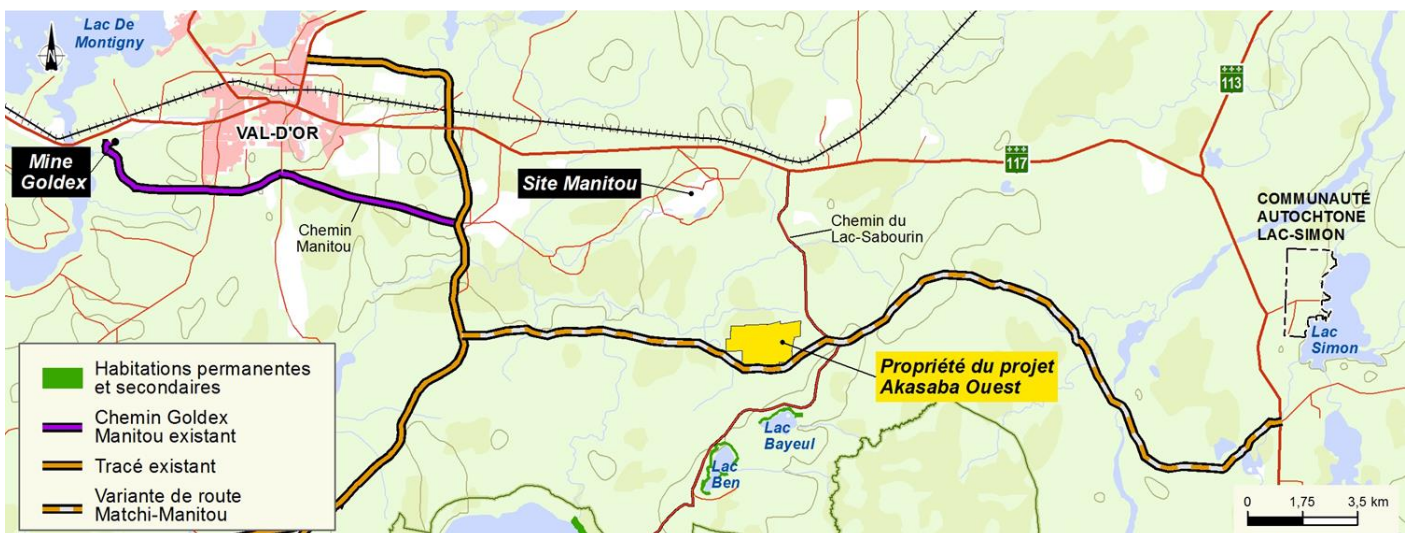 Lac De
Montigny
113
VAL-D'OR
Mine
Goldex
117
Site Manitou
COMMUNAUTÉ
AUTOCHTONE
LAC-SIMON
Chemin
Manitou
Chemin du
Lac-Sabourin
Lac
Simon
Propriété du projet
Akasaba Ouest
Habitations permanentes
et secondaires
Chemin Goldex
Manitou existant
Tracé existant
Variante de route
Matchi-Manitou
Lac
Bayeul
Lac
Ben
0 1,75 3,5 km